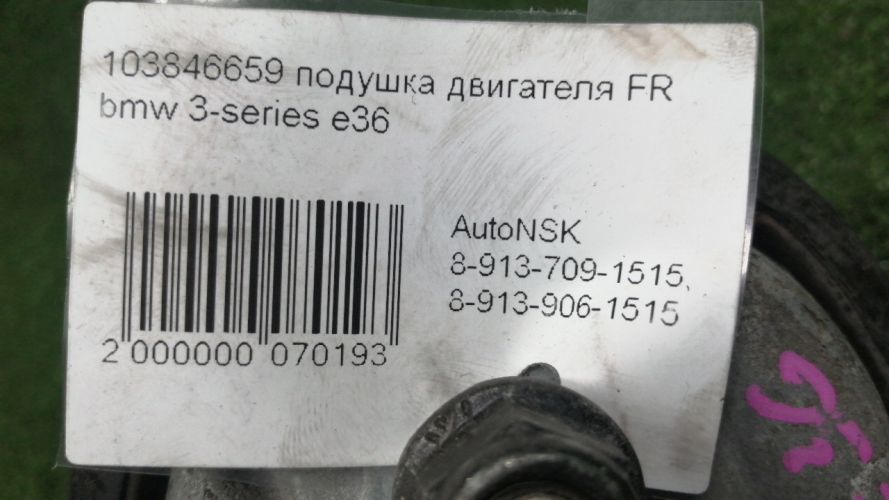 103846659 подушка двигателя FR
bmw 3-series e36
AutoNSK
8-913-709-1515,
8-913-906-1515
2 000000 070193